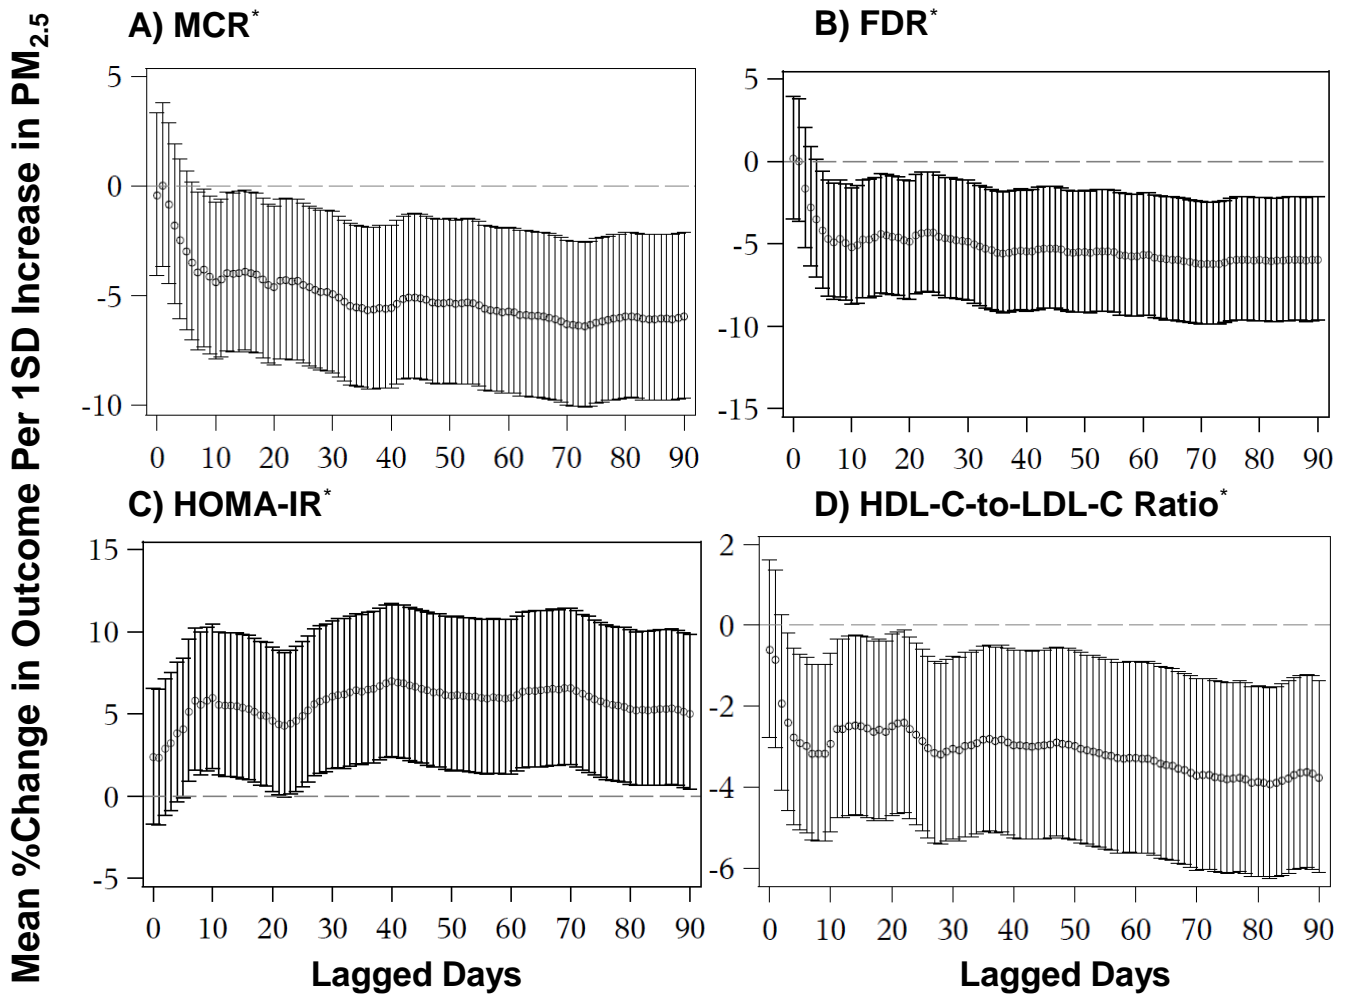 Mean %Change in Outcome Per 1SD Increase in PM2.5
A) MCR*
5
0
-5
-10
0 10 20 30 40 50 60 70 80 90
B) FDR*
5
0
-5
-10
-15
0 10 20 30 40 50 60 70 80 90
C) HOMA-IR*
15
10
5
0
-5
0 10 20 30 40 50 60 70 80 90
Lagged Days
D) HDL-C-to-LDL-C Ratio*
2
0
-2
-4
-6
0 10 20 30 40 50 60 70 80 90
Lagged Days